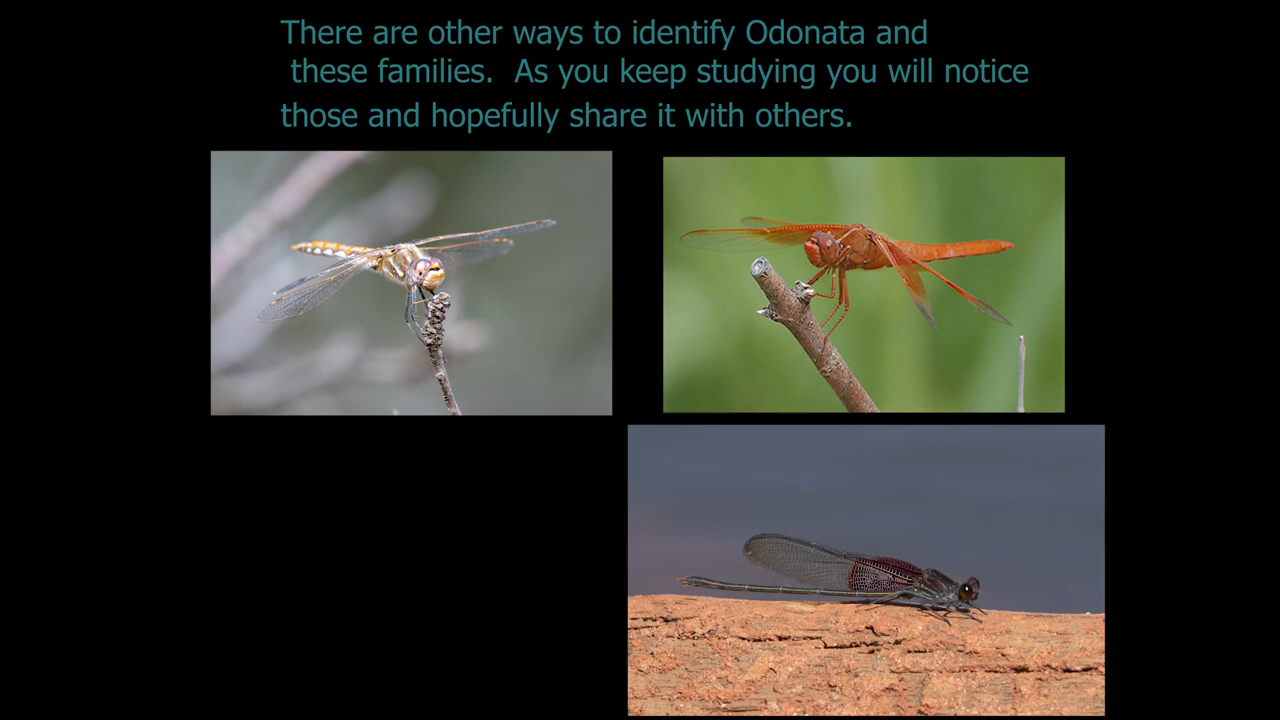 There are other ways to identify Odonata and
these families.  As you keep studying you will notice
those and hopefully share it with others.